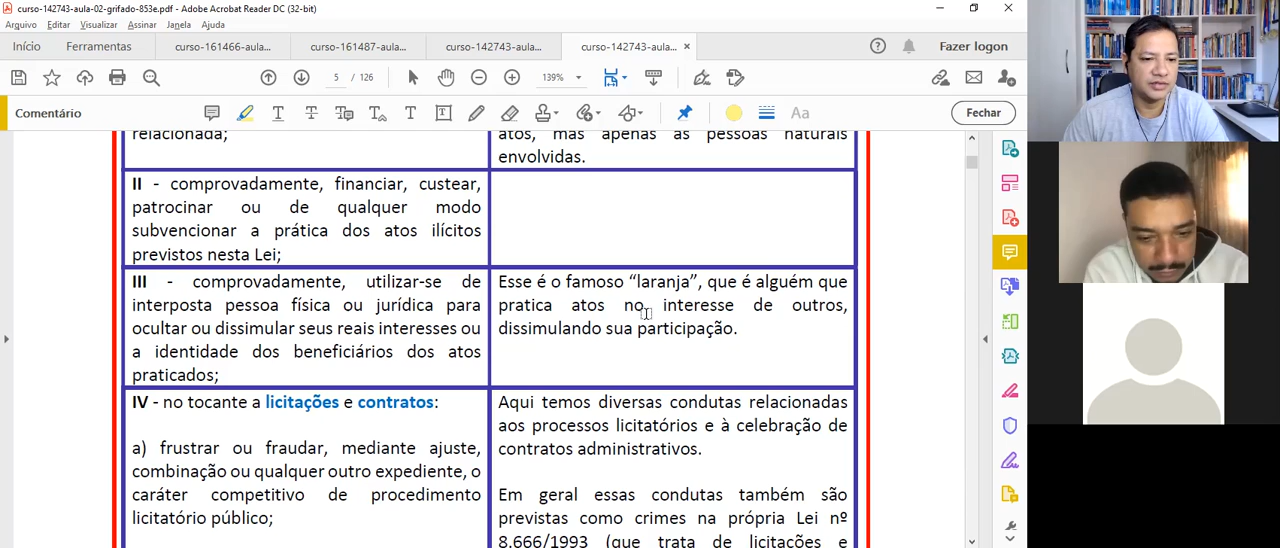 curso-142743-aula-02-grifado-853e.pdf - Adobe Acrobat Reader DC (32-bit)
Arquivo Editar Visualizar Assinar Janela Ajuda
Início Ferramentas curso-161466-aula... curso-161487-aula... curso-142743-aula... curso-142743-aula... × Fazer logon
5 / 126 139%
Comentário Aa Fechar
relacionada;
II - comprovadamente, financiar, custear,
patrocinar ou de qualquer modo
subvencionar a prática dos atos ilícitos
previstos nesta Lei;
III - comprovadamente, utilizar-se de
interposta pessoa física ou jurídica para
ocultar ou dissimular seus reais interesses ou
a identidade dos beneficiários dos atos
praticados;
IV - no tocante a licitações e contratos:
a) frustrar ou fraudar, mediante ajuste,
combinação ou qualquer outro expediente, o
caráter competitivo de procedimento
licitatório público;
atos, mas apenas as pessoas naturais
envolvidas.
Esse é o famoso “laranja”, que é alguém que
pratica atos no interesse de outros,
dissimulando sua participação.
Aqui temos diversas condutas relacionadas
aos processos licitatórios e à celebração de
contratos administrativos.
Em geral essas condutas também são
previstas como crimes na própria Lei nº
8.666/1993 (que trata de licitações e